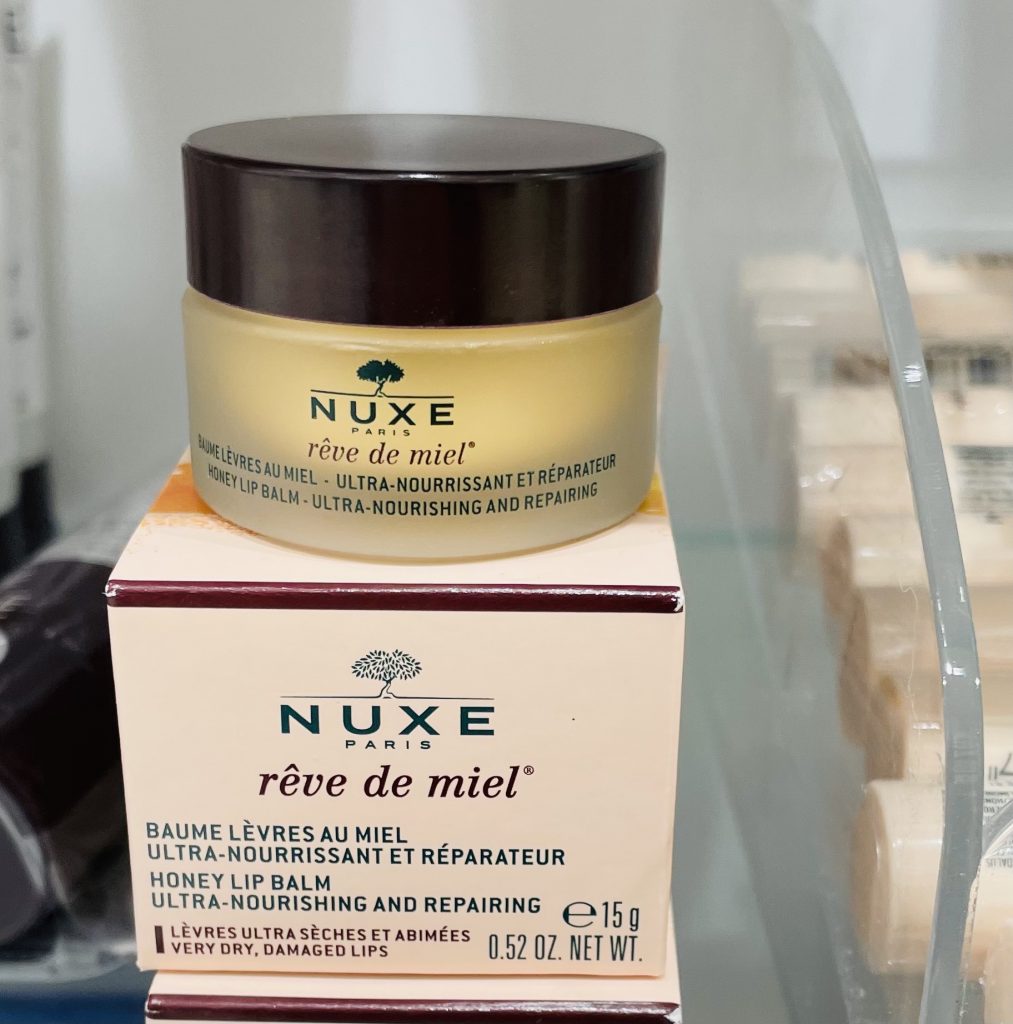 NUXE
PARIS
rêve de miel®
BAUME LÈVRES AU MIEL - ULTRA-NOURRISSANT ET RÉPARATEUR
HONEY LIP BALM - ULTRA-NOURISHING AND REPAIRING
NUXE
PARIS
rêve de miel®
BAUME LÈVRES AU MIEL
ULTRA-NOURRISSANT ET RÉPARATEUR
HONEY LIP BALM
ULTRA-NOURISHING AND REPAIRING
LÈVRES ULTRA SÈCHES ET ABIMÉES
VERY DRY, DAMAGED LIPS
℮ 15 g
0.52 OZ. NET WT.